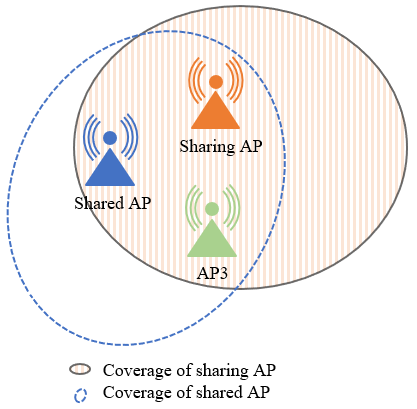 Sharing AP
Shared AP
AP3
Coverage of sharing AP
Coverage of shared AP